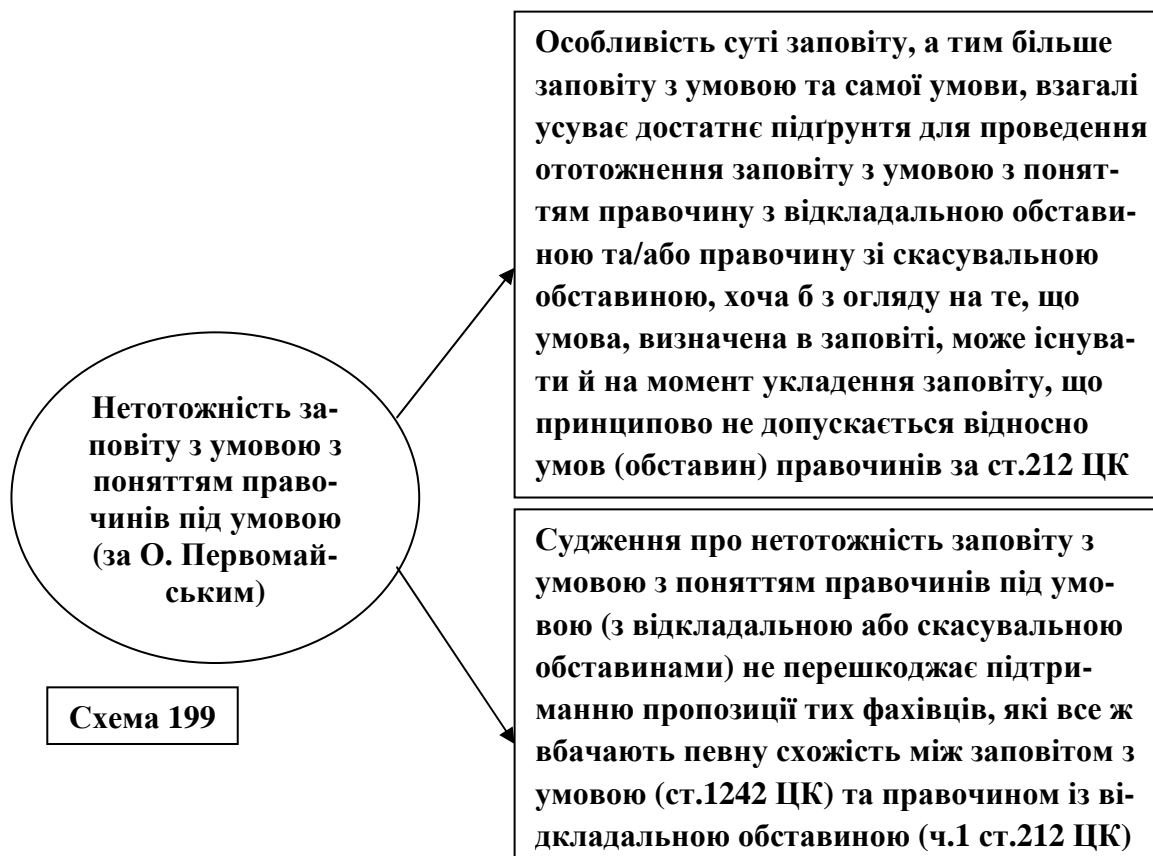 Особливість суті заповіту, а тим більше
заповіту з умовою та самої умови, взагалі
усуває достатнє підґрунтя для проведення
ототожнення заповіту з умовою з понят-
тям правочину з відкладальною обстави-
ною та/або правочину зі скасувальною
обставиною, хоча б з огляду на те, що
умова, визначена в заповіті, може існува-
ти й на момент укладення заповіту, що
принципово не допускається відносно
умов (обставин) правочинів за ст.212 ЦК
Нетотожність за-
повіту з умовою з
поняттям право-
чинів під умовою
(за О. Первомай-
ським)
Судження про нетотожність заповіту з
умовою з поняттям правочинів під умо-
вою (з відкладальною або скасувальною
обставинами) не перешкоджає підтри-
манню пропозиції тих фахівців, які все ж
вбачають певну схожість між заповітом з
умовою (ст.1242 ЦК) та правочином із ві-
дкладальною обставиною (ч.1 ст.212 ЦК)
Схема 199